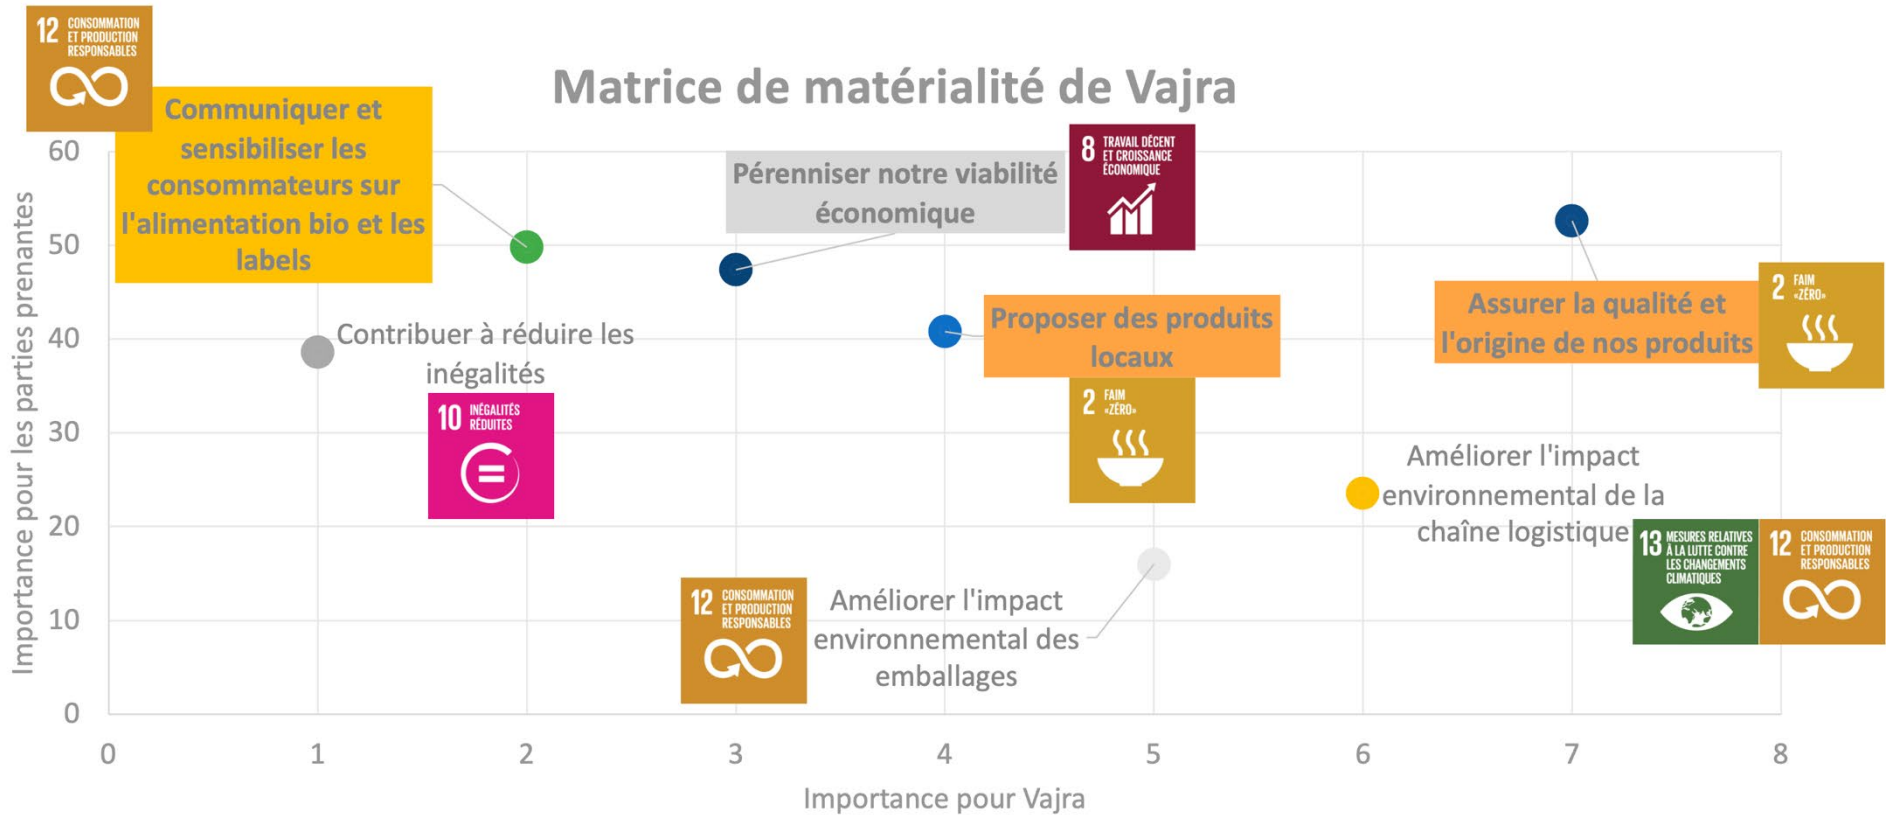 12 CONSOMMATION
ET PRODUCTION
RESPONSABLES
Matrice de matérialité de Vajra
Communiquer et
sensibiliser les
consommateurs sur
l'alimentation bio et les
labels
Pérenniser notre viabilité
économique
8 TRAVAIL DÉCENT
ET CROISSANCE
ÉCONOMIQUE
Contribuer à réduire les
inégalités
10 INÉGALITÉS
RÉDUITES
Proposer des produits
locaux
2 FAIM
«ZÉRO»
Assurer la qualité et
l'origine de nos produits
2 FAIM
«ZÉRO»
Améliorer l'impact
environnemental de la
chaîne logistique
13 MESURES RELATIVES
À LA LUTTE CONTRE
LES CHANGEMENTS
CLIMATIQUES
12 CONSOMMATION
ET PRODUCTION
RESPONSABLES
12 CONSOMMATION
ET PRODUCTION
RESPONSABLES
Améliorer l'impact
environnemental des
emballages
Importance pour les parties prenantes
60
50
40
30
20
10
0
0 1 2 3 4 5 6 7 8
Importance pour Vajra